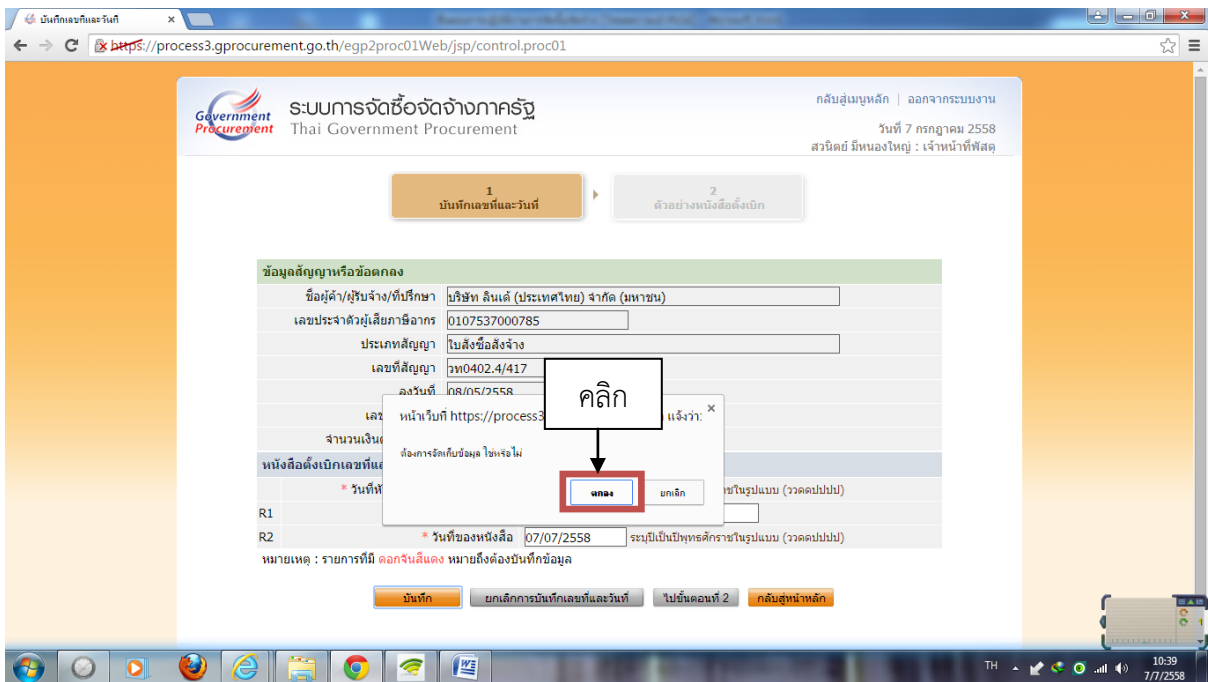 บันทึกเลขที่และวันที่
https://process3.gprocurement.go.th/egp2proc01Web/jsp/control.proc01
Government
Procurement
ระบบการจัดซื้อจัดจ้างภาครัฐ
Thai Government Procurement
กลับสู่เมนูหลัก | ออกจากระบบงาน
วันที่ 7 กรกฎาคม 2558
สวนิตย์ มีหนองใหญ่ : เจ้าหน้าที่พัสดุ
1
บันทึกเลขที่และวันที่
2
ตัวอย่างหนังสือตั้งเบิก
ข้อมูลสัญญาหรือข้อตกลง
ชื่อผู้ค้า/ผู้รับจ้าง/ที่ปรึกษา บริษัท ลินเด้ (ประเทศไทย) จำกัด (มหาชน)
เลขประจำตัวผู้เสียภาษีอากร 0107537000785
ประเภทสัญญา ใบสั่งซื้อสั่งจ้าง
เลขที่สัญญา วท0402.4/417
ลงวันที่ 08/05/2558
คลิก
หน้าเว็บที่ https://process3 แจ้งว่า: ×
จำนวนเงิน
ต้องการจัดเก็บข้อมูล ใช่หรือไม่
หนังสือตั้งเบิกเลขที่และ
ตกลง ยกเลิก
* วันที่ ราชในรูปแบบ (ววดดปปปป)
R1
R2 * วันที่ของหนังสือ 07/07/2558 ระบุปีเป็นปีพุทธศักราชในรูปแบบ (ววดดปปปป)
หมายเหตุ : รายการที่มี ดอกจันสีแดง หมายถึงต้องบันทึกข้อมูล
บันทึก ยกเลิกการบันทึกเลขที่และวันที่ ไปขั้นตอนที่ 2 กลับสู่หน้าหลัก
TH
10:39
7/7/2558